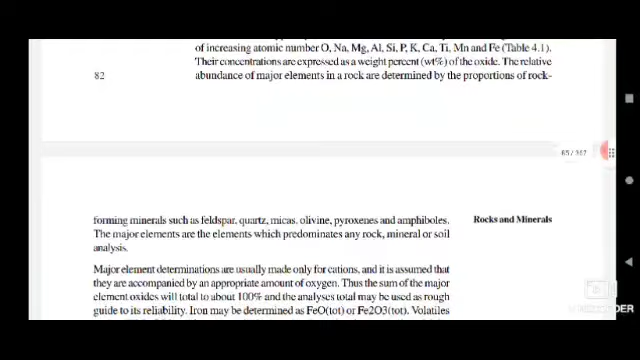 of increasing atomic number O, Na, Mg, Al, Si, P, K, Ca, Ti, Mn and Fe (Table 4.1).
Their concentrations are expressed as a weight percent (wt%) of the oxide. The relative
82 abundance of major elements in a rock are determined by the proportions of rock-
85 / 317
forming minerals such as feldspar, quartz, micas, olivine, pyroxenes and amphiboles. Rocks and Minerals
The major elements are the elements which predominates any rock, mineral or soil
analysis.
Major element determinations are usually made only for cations, and it is assumed that
they are accompanied by an appropriate amount of oxygen. Thus the sum of the major
element oxides will total to about 100% and the analyses total may be used as rough
guide to its reliability. Iron may be determined as FeO(tot) or Fe2O3(tot). Volatiles